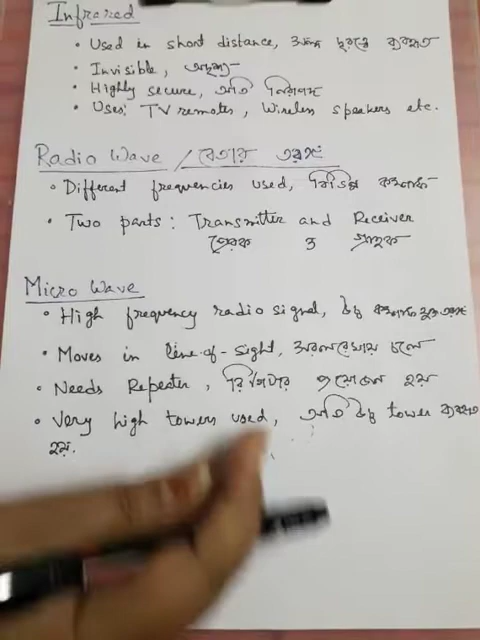 Infrared
• Used in short distance, স্বল্প দূরত্বে ব্যবহৃত
• Invisible, অদৃশ্য
• Highly secure, অতি নিরাপদ
• Uses: TV remotes, Wireless speakers etc.
Radio Wave / বেতার তরঙ্গ
• Different frequencies used, বিভিন্ন কম্পাঙ্ক
• Two parts: Transmitter and Receiver
প্রেরক ও গ্রাহক
Micro Wave
• High frequency radio signal, উচ্চ কম্পাঙ্ক যুক্ত তরঙ্গ
• Moves in line-of-sight, সরলরেখায় চলে
• Needs Repeater, রিপিটার প্রয়োজন হয়
• Very high towers used, অতি উচ্চ tower ব্যবহৃত
হয়.